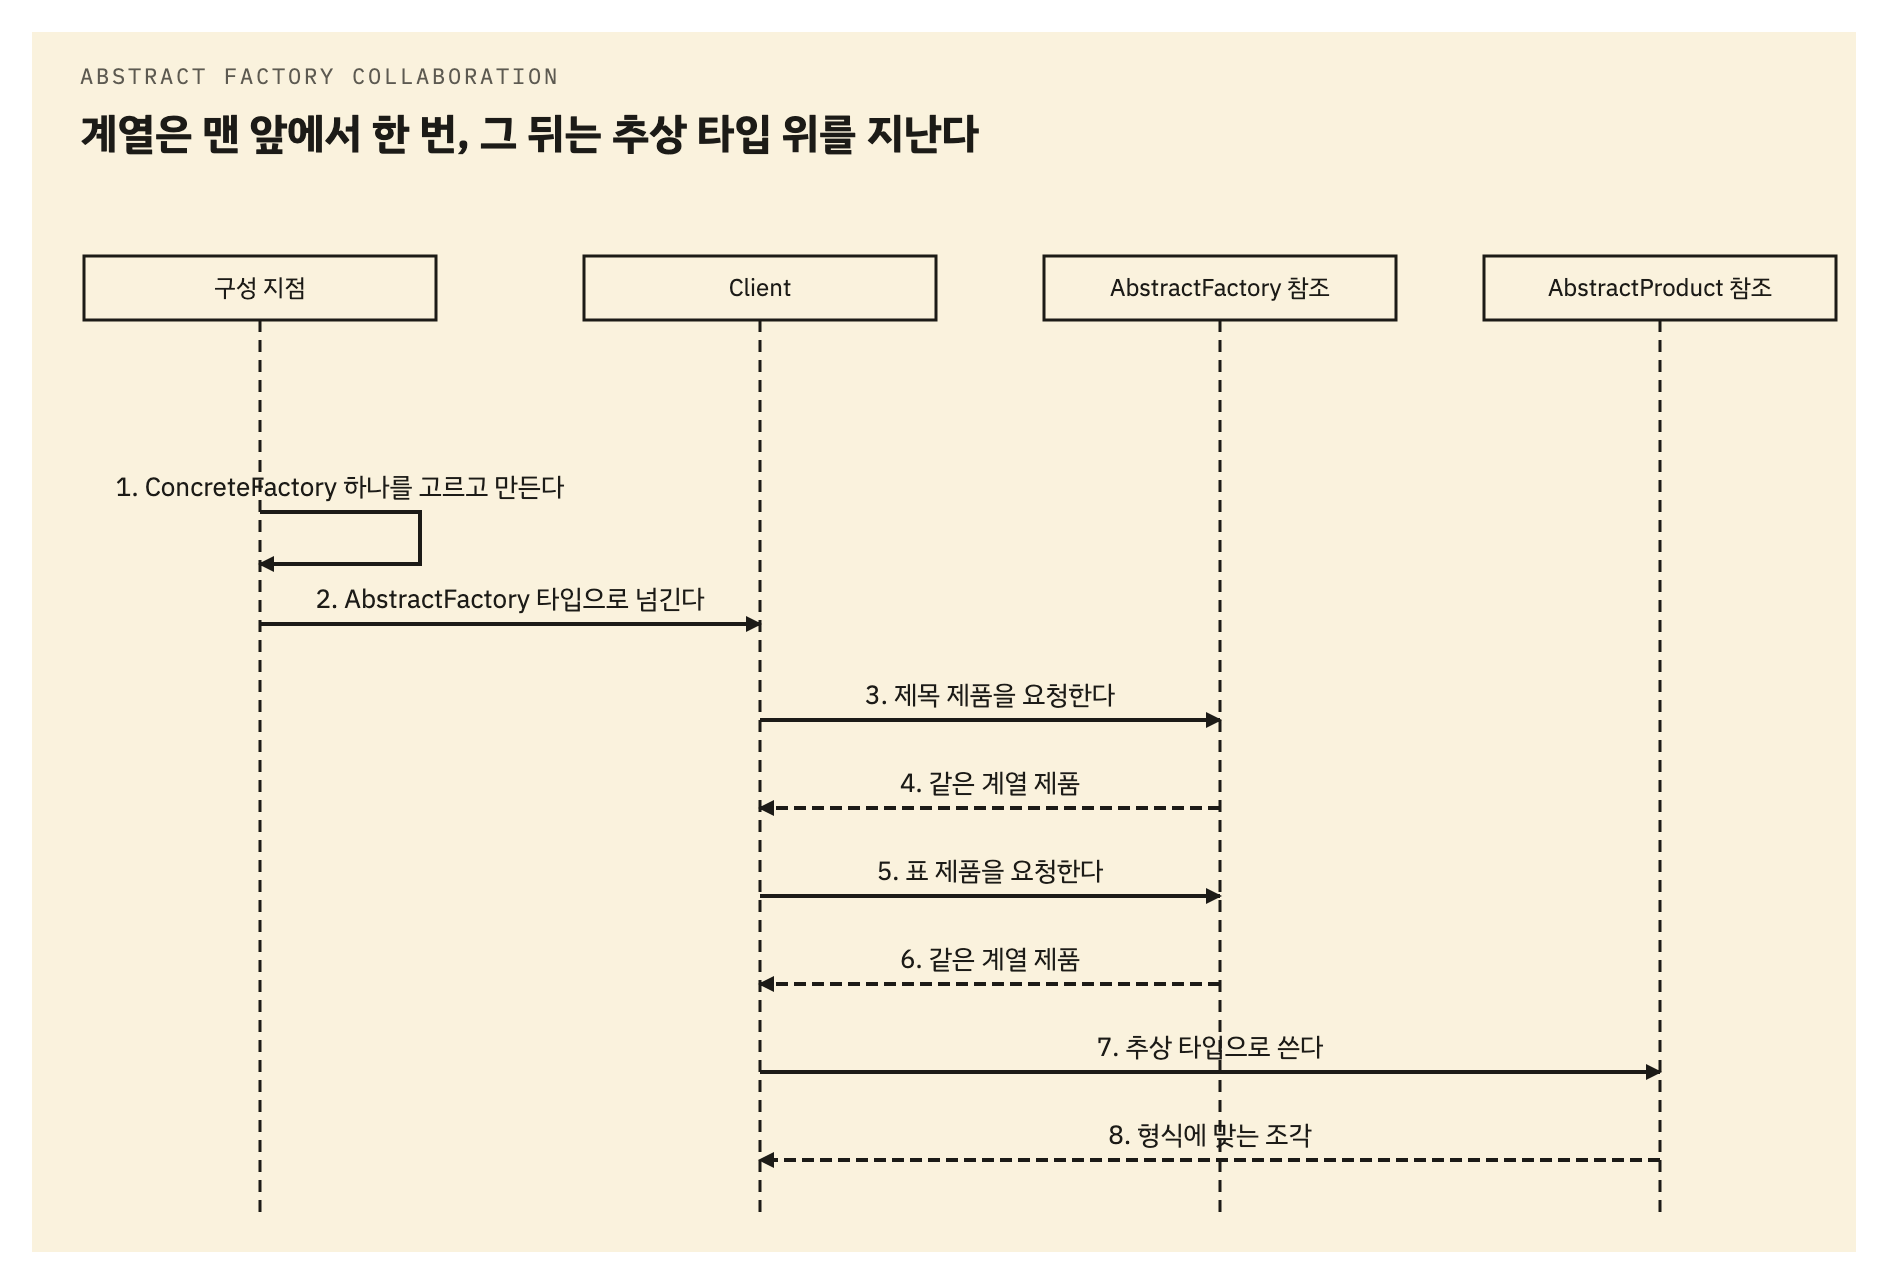 ABSTRACT FACTORY COLLABORATION
계열은 맨 앞에서 한 번, 그 뒤는 추상 타입 위를 지난다
구성 지점
Client
AbstractFactory 참조
AbstractProduct 참조
1. ConcreteFactory 하나를 고르고 만든다
2. AbstractFactory 타입으로 넘긴다
3. 제목 제품을 요청한다
4. 같은 계열 제품
5. 표 제품을 요청한다
6. 같은 계열 제품
7. 추상 타입으로 쓴다
8. 형식에 맞는 조각